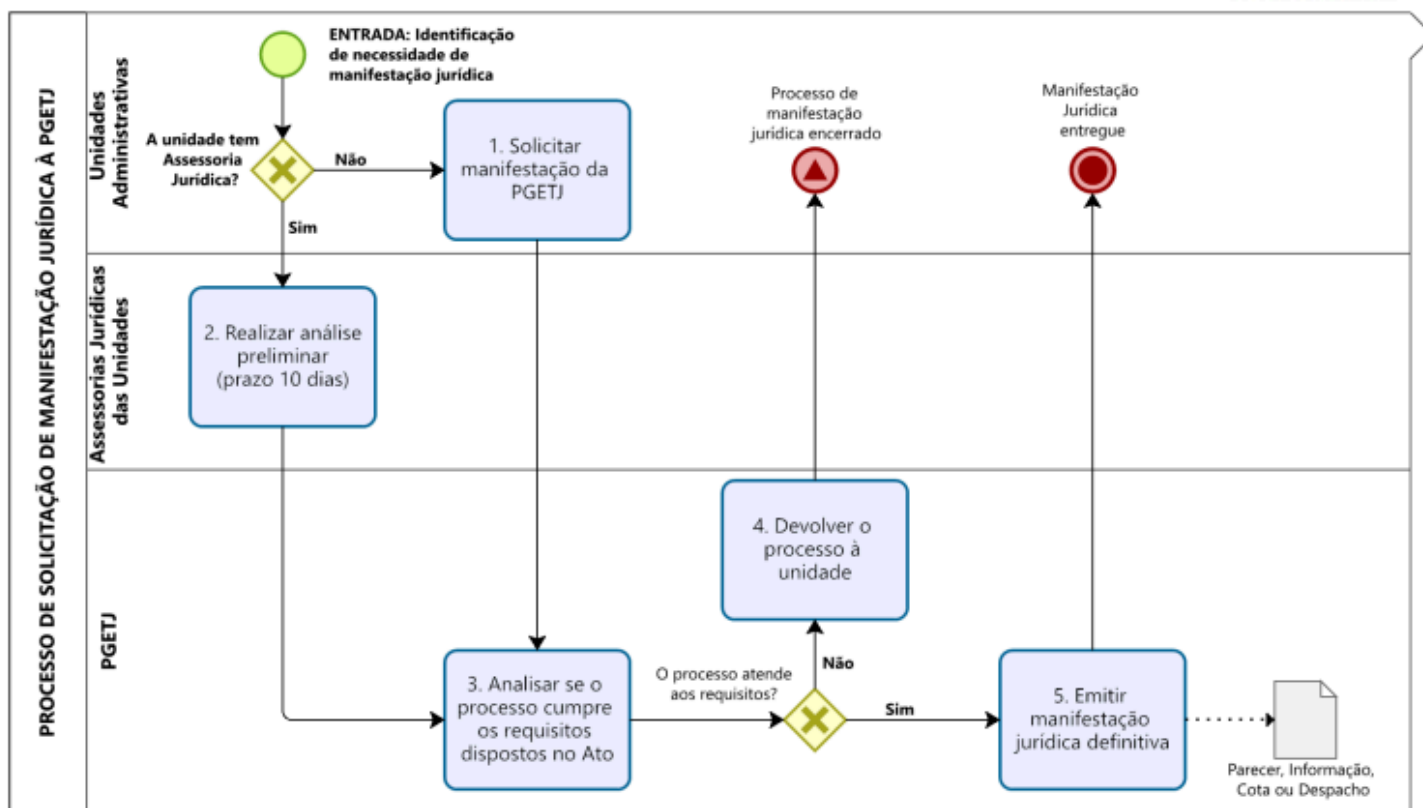 PROCESSO DE SOLICITAÇÃO DE MANIFESTAÇÃO JURÍDICA À PGETJ
Unidades
Administrativas
ENTRADA: Identificação
de necessidade de
manifestação jurídica
A unidade tem
Assessoria
Jurídica?
Não
Sim
1. Solicitar
manifestação da
PGETJ
Processo de
manifestação
jurídica encerrado
Manifestação
Jurídica
entregue
Assessorias Jurídicas
das Unidades
2. Realizar análise
preliminar
(prazo 10 dias)
PGETJ
3. Analisar se o
processo cumpre
os requisitos
dispostos no Ato
O processo atende
aos requisitos?
Não
Sim
4. Devolver o
processo à
unidade
5. Emitir
manifestação
jurídica definitiva
Parecer, Informação,
Cota ou Despacho